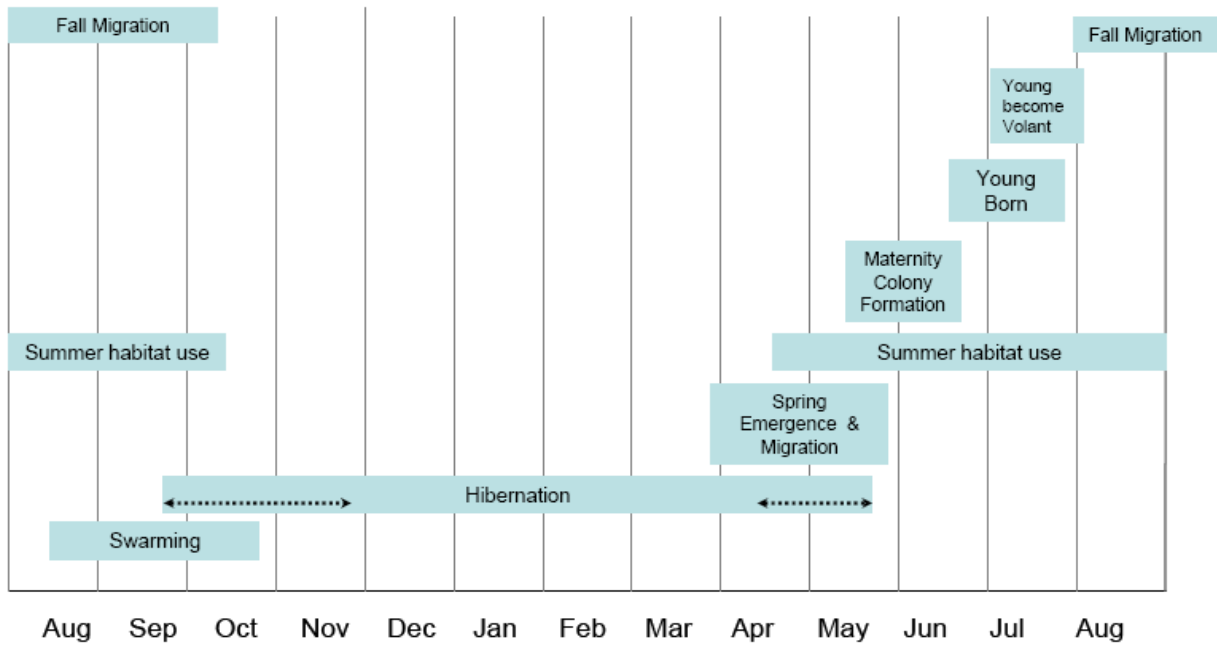 Fall Migration
Fall Migration
Young
become
Volant
Young
Born
Maternity
Colony
Formation
Summer habitat use
Summer habitat use
Spring
Emergence &
Migration
Hibernation
Swarming
Aug Sep Oct Nov Dec Jan Feb Mar Apr May Jun Jul Aug